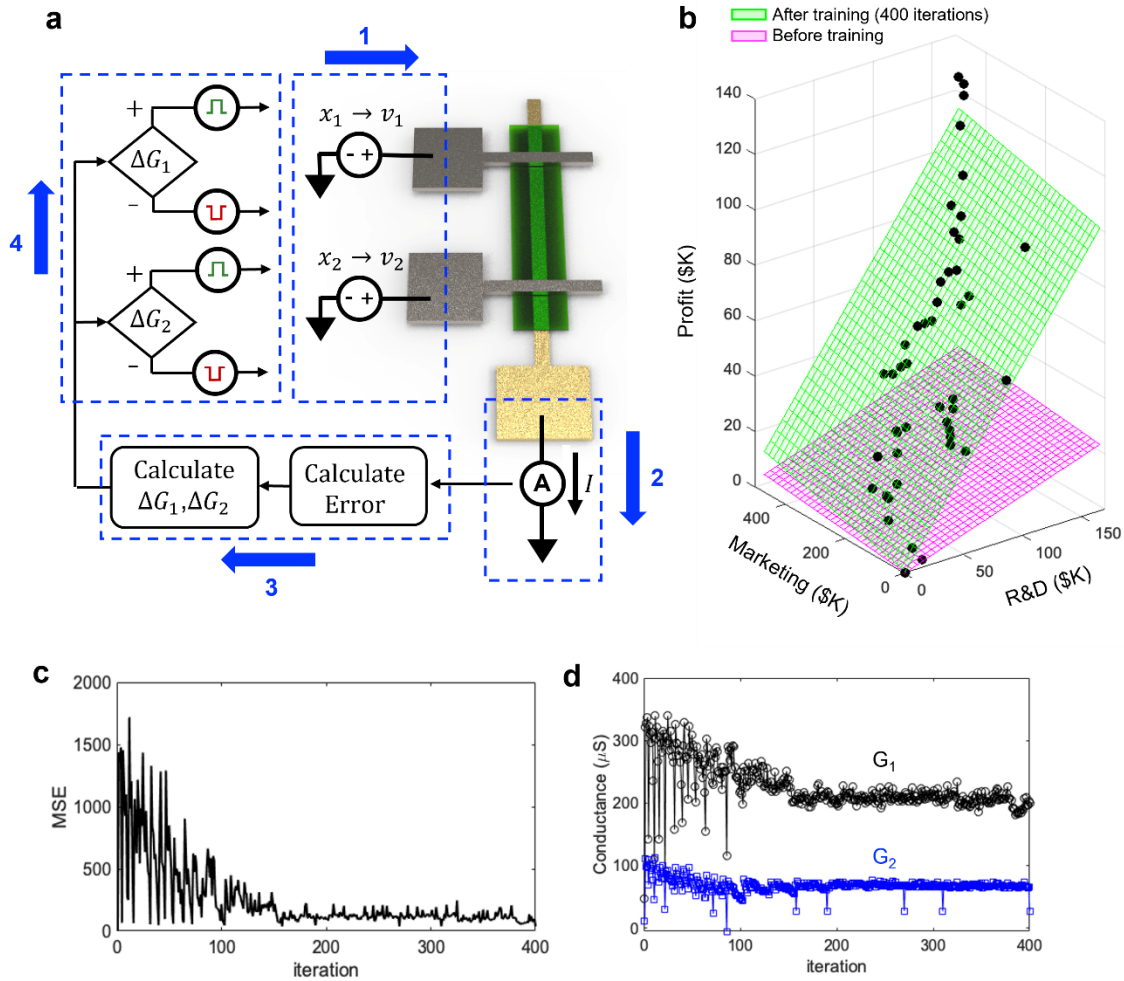 a
1
x₁ → v₁
- +
+
ΔG₁
−
4
x₂ → v₂
- +
+
ΔG₂
−
Calculate
ΔG₁,ΔG₂
Calculate
Error
A
I
2
3
b
After training (400 iterations)
Before training
140
120
100
80
60
40
20
0
Profit ($K)
400
200
0
Marketing ($K)
0
50
100
150
R&D ($K)
c
2000
1500
1000
500
0
MSE
0
100
200
300
400
iteration
d
400
300
200
100
0
Conductance (μS)
G₁
G₂
0
100
200
300
400
iteration